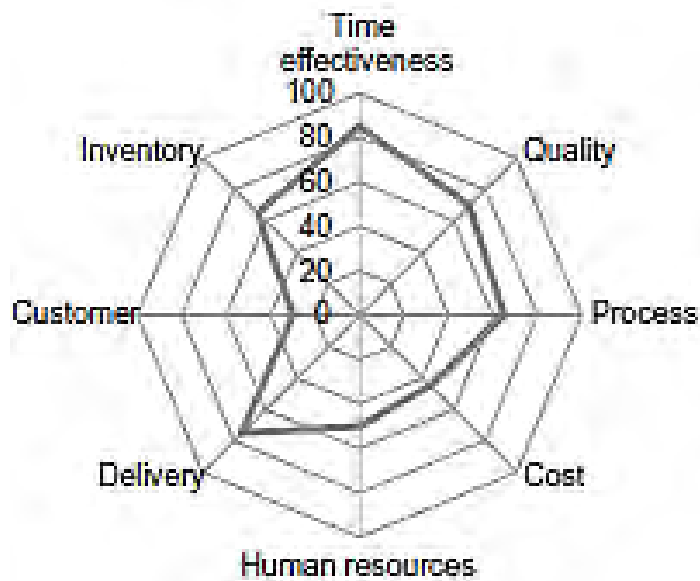 Time
effectiveness
100
Inventory
80
Quality
60
40
20
Customer
0
Process
Delivery
Cost
Human resources